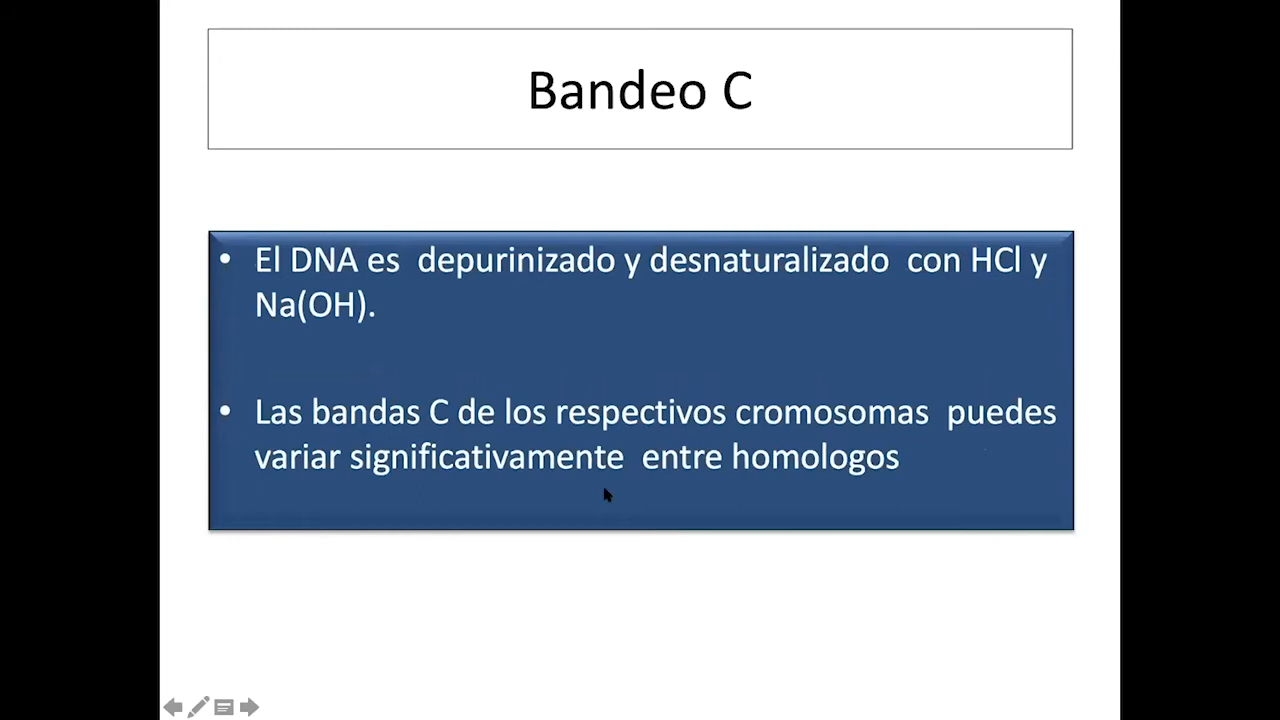 Bandeo C
• El DNA es depurinizado y desnaturalizado con HCl y
Na(OH).
• Las bandas C de los respectivos cromosomas puedes
variar significativamente entre homologos